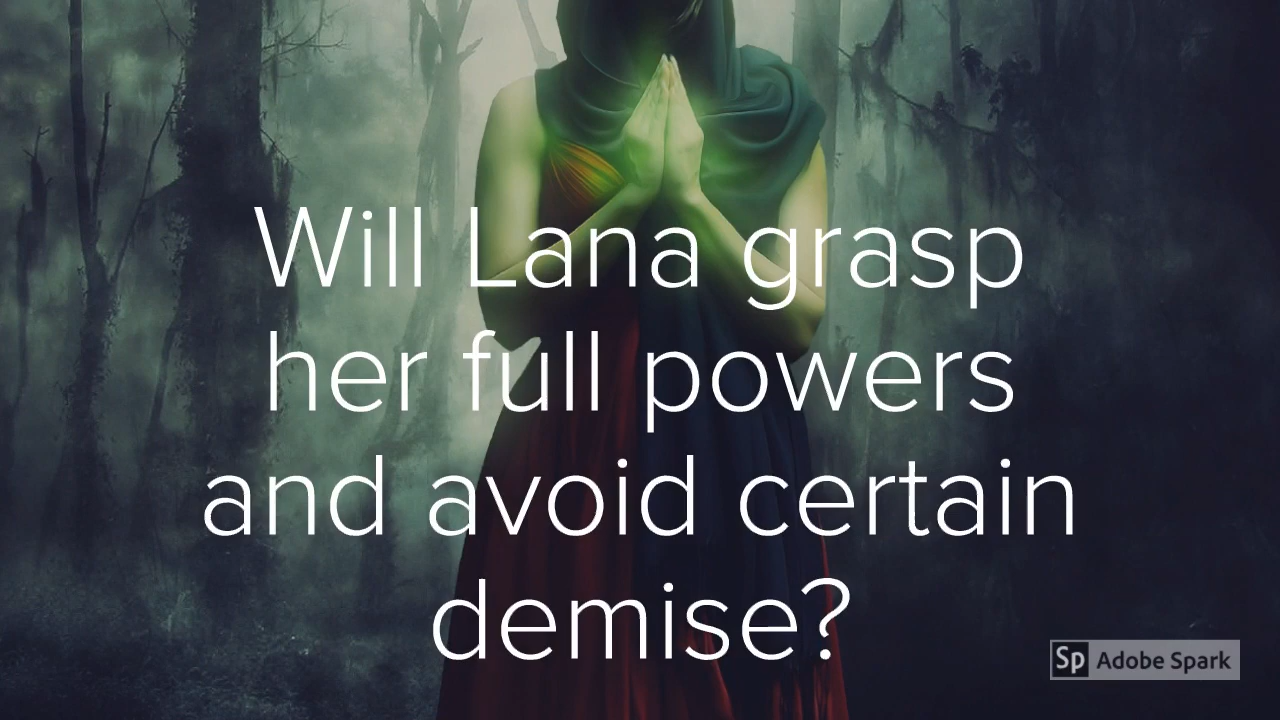 Will Lana grasp
her full powers
and avoid certain
demise?
Sp Adobe Spark